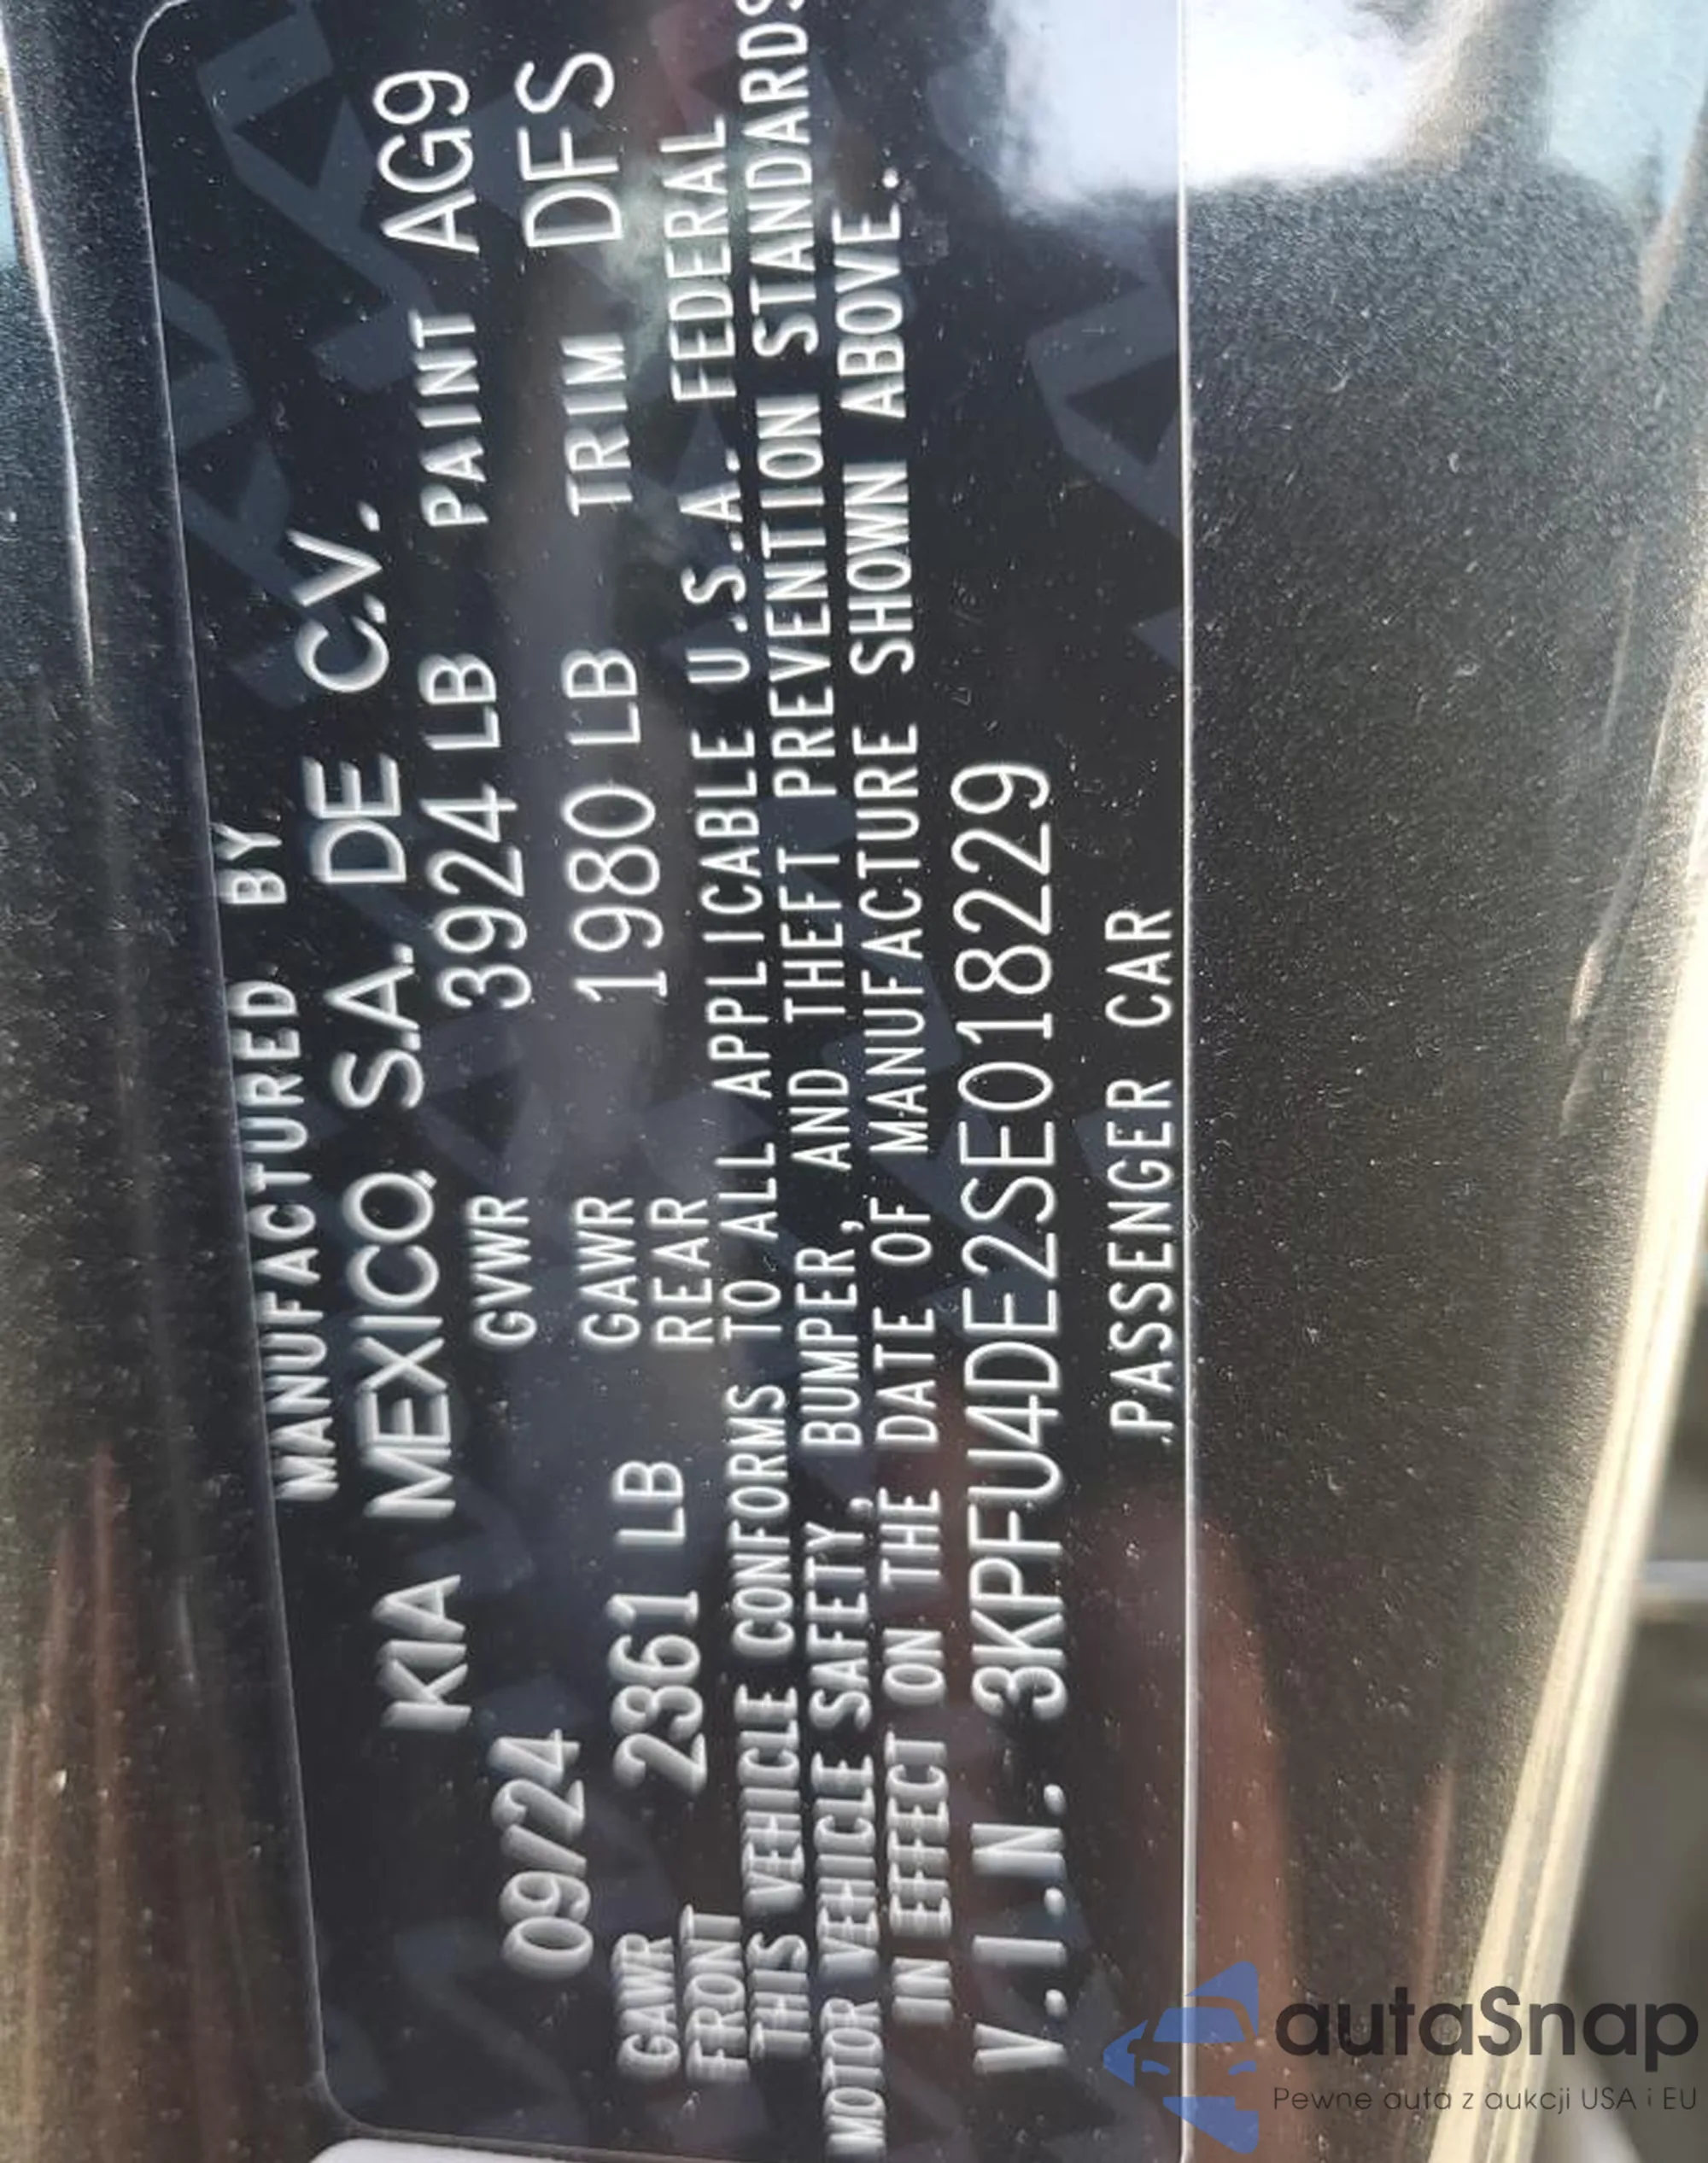 MANUFACTURED BY
KIA MEXICO, S.A. DE C.V.
09/24 GVWR 3924 LB PAINT AG9
GAWR FRONT 2361 LB GAWR REAR 1980 LB TRIM DFS
THIS VEHICLE CONFORMS TO ALL APPLICABLE U.S.A. FEDERAL
MOTOR VEHICLE SAFETY, BUMPER, AND THEFT PREVENTION STANDARDS
IN EFFECT ON THE DATE OF MANUFACTURE SHOWN ABOVE.
V.I.N. 3KPFU4DE2SE018229
PASSENGER CAR
autaSnap
Pewne auta z aukcji USA i EU